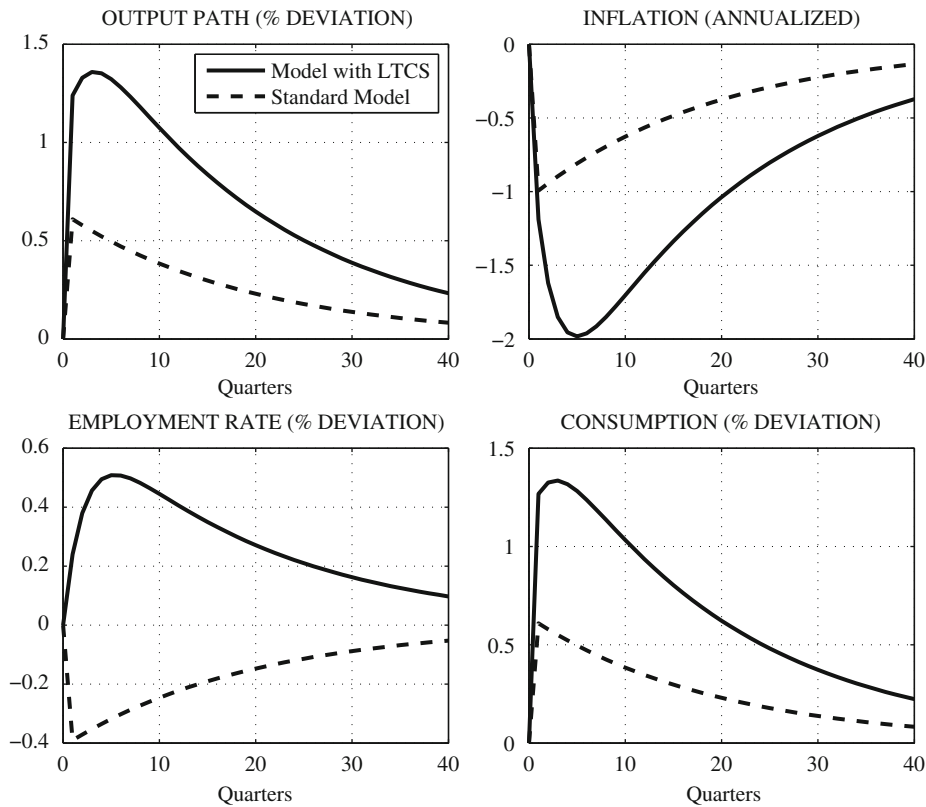 OUTPUT PATH (% DEVIATION)
1.5
1
0.5
0
0 10 20 30 40
Quarters
Model with LTCS
Standard Model
INFLATION (ANNUALIZED)
0
−0.5
−1
−1.5
−2
0 10 20 30 40
Quarters
EMPLOYMENT RATE (% DEVIATION)
0.6
0.4
0.2
0
−0.2
−0.4
0 10 20 30 40
Quarters
CONSUMPTION (% DEVIATION)
1.5
1
0.5
0
0 10 20 30 40
Quarters